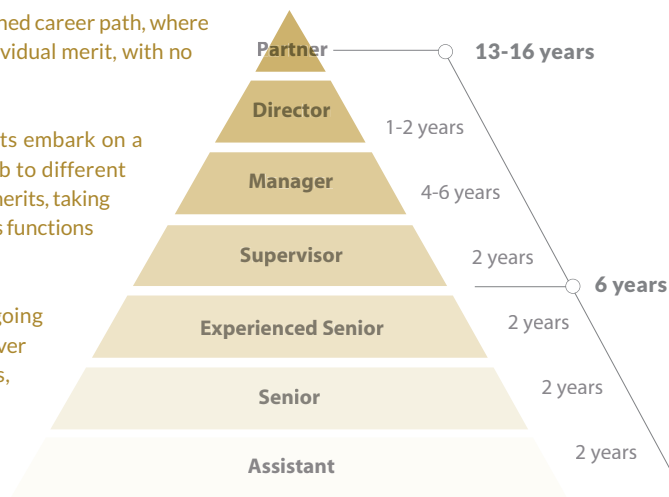 ned career path, where
vidual merit, with no
ts embark on a
b to different
nerits, taking
s functions
going
ver
s,
Partner
13-16 years
Director
1-2 years
Manager
4-6 years
Supervisor
2 years
6 years
Experienced Senior
2 years
Senior
2 years
Assistant
2 years